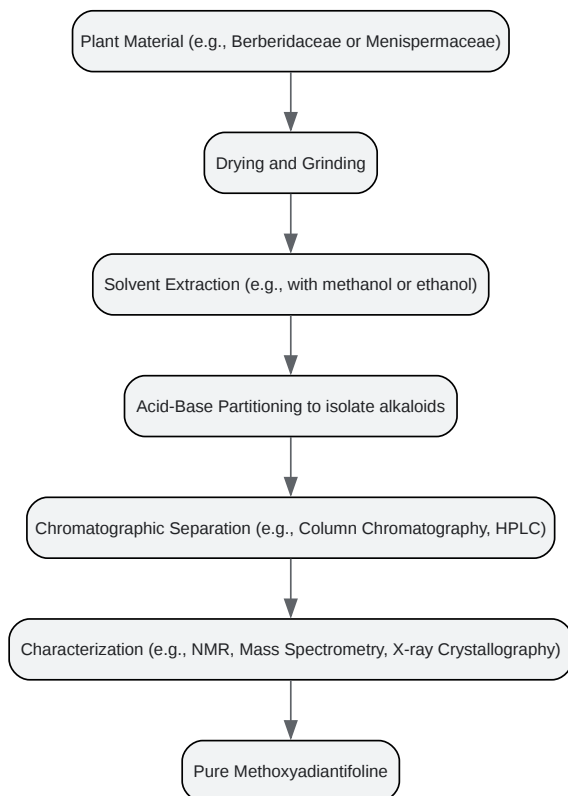 Plant Material (e.g., Berberidaceae or Menispermaceae)
Drying and Grinding
Solvent Extraction (e.g., with methanol or ethanol)
Acid-Base Partitioning to isolate alkaloids
Chromatographic Separation (e.g., Column Chromatography, HPLC)
Characterization (e.g., NMR, Mass Spectrometry, X-ray Crystallography)
Pure Methoxyadiantifoline